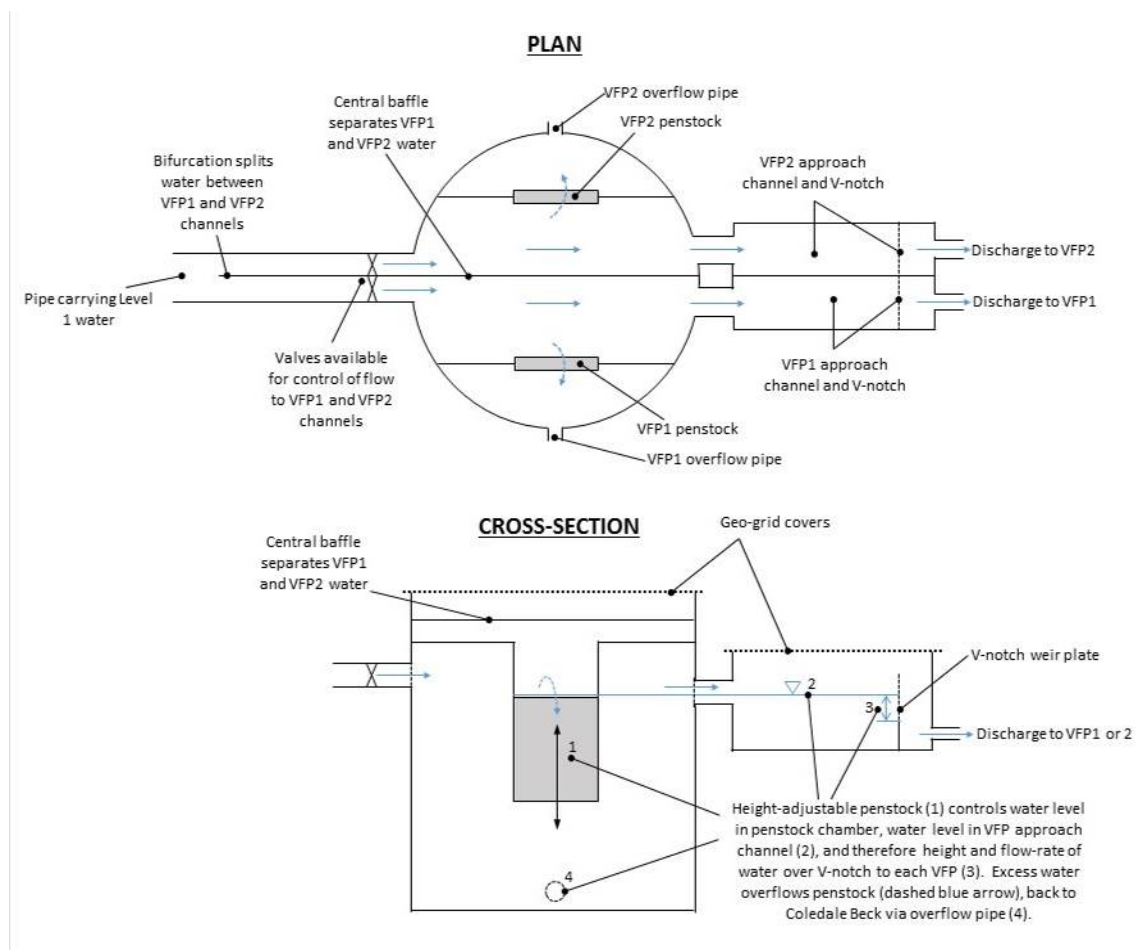 PLAN
VFP2 overflow pipe
VFP2 penstock
Central baffle
separates VFP1
and VFP2 water
Bifurcation splits
water between
VFP1 and VFP2
channels
VFP2 approach
channel and V-notch
Discharge to VFP2
Pipe carrying Level
1 water
Discharge to VFP1
Valves available
for control of flow
to VFP1 and VFP2
channels
VFP1 approach
channel and V-notch
VFP1 penstock
VFP1 overflow pipe
CROSS-SECTION
Geo-grid covers
Central baffle
separates VFP1
and VFP2 water
V-notch weir plate
2
3
1
Discharge to VFP1 or 2
4
Height-adjustable penstock (1) controls water level
in penstock chamber, water level in VFP approach
channel (2), and therefore height and flow-rate of
water over V-notch to each VFP (3). Excess water
overflows penstock (dashed blue arrow), back to
Coledale Beck via overflow pipe (4).